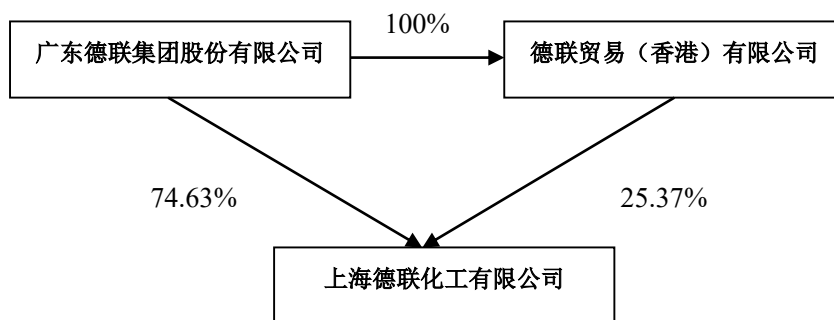 100%
广东德联集团股份有限公司
德联贸易（香港）有限公司
74.63%
25.37%
上海德联化工有限公司